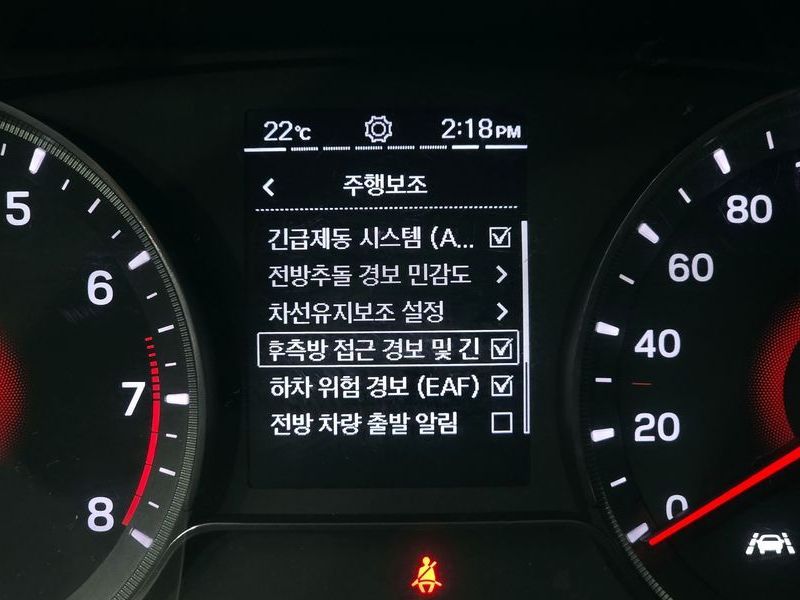 22℃ 2:18PM
주행보조
긴급제동 시스템 (A...
전방추돌 경보 민감도
차선유지보조 설정
후측방 접근 경보 및 긴
하차 위험 경보 (EAF)
전방 차량 출발 알림
5
6
7
8
80
60
40
20
0